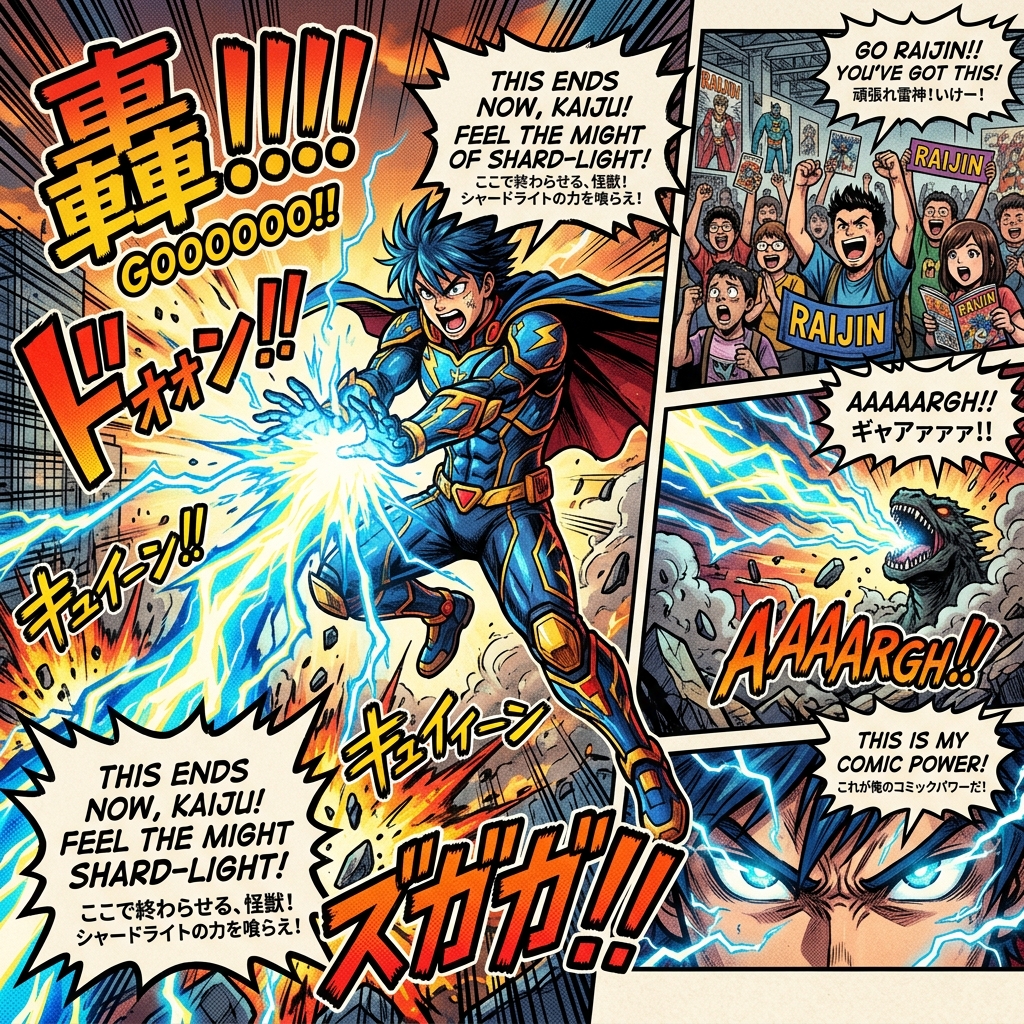 轟!!!!
GOOOOOO!!
THIS ENDS
NOW, KAIJU!
FEEL THE MIGHT
OF SHARD-LIGHT!
ここで終わらせる、怪獣!
シャードライトの力を喰らえ!
ドォオン!!
キュイーン!!
キュイィーン
THIS ENDS
NOW, KAIJU!
FEEL THE MIGHT
SHARD-LIGHT!
ここで終わらせる、怪獣!
シャードライトの力を喰らえ!
ズガガ!!
GO RAIJIN!!
YOU'VE GOT THIS!
頑張れ雷神!いけー!
RAIJIN
RAIJIN
RAIJIN
AAAAARGH!!
ギャアァァァ!!
AAAARGH!!
THIS IS MY
COMIC POWER!
これが俺のコミックパワーだ!